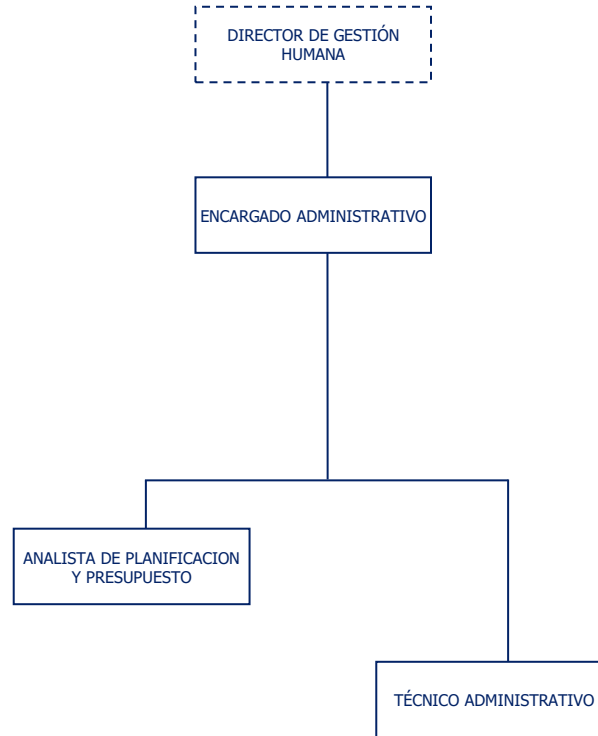 DIRECTOR DE GESTIÓN
HUMANA
ENCARGADO ADMINISTRATIVO
ANALISTA DE PLANIFICACION
Y PRESUPUESTO
TÉCNICO ADMINISTRATIVO